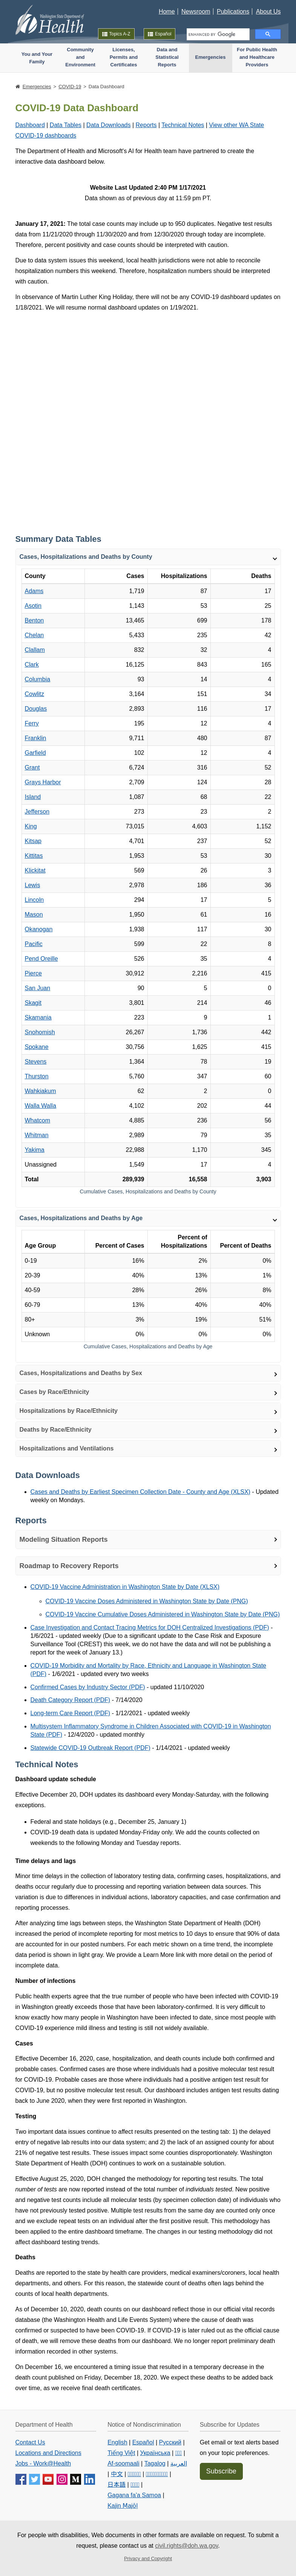 Washington State Department of
Health
Home | Newsroom | Publications | About Us
Topics A-Z
Español
ENHANCED BY Google
You and Your Family
Community and Environment
Licenses, Permits and Certificates
Data and Statistical Reports
Emergencies
For Public Health and Healthcare Providers
Emergencies > COVID-19 > Data Dashboard
COVID-19 Data Dashboard
Dashboard | Data Tables | Data Downloads | Reports | Technical Notes | View other WA State
COVID-19 dashboards
The Department of Health and Microsoft's AI for Health team have partnered to create the
interactive data dashboard below.
Website Last Updated 2:40 PM 1/17/2021
Data shown as of previous day at 11:59 pm PT.
January 17, 2021: The total case counts may include up to 950 duplicates. Negative test results
data from 11/21/2020 through 11/30/2020 and from 12/30/2020 through today are incomplete.
Therefore, percent positivity and case counts should be interpreted with caution.
Due to data system issues this weekend, local health jurisdictions were not able to reconcile
hospitalization numbers this weekend. Therefore, hospitalization numbers should be interpreted
with caution.
In observance of Martin Luther King Holiday, there will not be any COVID-19 dashboard updates on
1/18/2021. We will resume normal dashboard updates on 1/19/2021.
Summary Data Tables
Cases, Hospitalizations and Deaths by County
County Cases Hospitalizations Deaths
Adams 1,719 87 17
Asotin 1,143 53 25
Benton 13,465 699 178
Chelan 5,433 235 42
Clallam 832 32 4
Clark 16,125 843 165
Columbia 93 14 4
Cowlitz 3,164 151 34
Douglas 2,893 116 17
Ferry 195 12 4
Franklin 9,711 480 87
Garfield 102 12 4
Grant 6,724 316 52
Grays Harbor 2,709 124 28
Island 1,087 68 22
Jefferson 273 23 2
King 73,015 4,603 1,152
Kitsap 4,701 237 52
Kittitas 1,953 53 30
Klickitat 569 26 3
Lewis 2,978 186 36
Lincoln 294 17 5
Mason 1,950 61 16
Okanogan 1,938 117 30
Pacific 599 22 8
Pend Oreille 526 35 4
Pierce 30,912 2,216 415
San Juan 90 5 0
Skagit 3,801 214 46
Skamania 223 9 1
Snohomish 26,267 1,736 442
Spokane 30,756 1,625 415
Stevens 1,364 78 19
Thurston 5,760 347 60
Wahkiakum 62 2 0
Walla Walla 4,102 202 44
Whatcom 4,885 236 56
Whitman 2,989 79 35
Yakima 22,988 1,170 345
Unassigned 1,549 17 4
Total 289,939 16,558 3,903
Cumulative Cases, Hospitalizations and Deaths by County
Cases, Hospitalizations and Deaths by Age
Age Group Percent of Cases Percent of Hospitalizations Percent of Deaths
0-19 16% 2% 0%
20-39 40% 13% 1%
40-59 28% 26% 8%
60-79 13% 40% 40%
80+ 3% 19% 51%
Unknown 0% 0% 0%
Cumulative Cases, Hospitalizations and Deaths by Age
Cases, Hospitalizations and Deaths by Sex
Cases by Race/Ethnicity
Hospitalizations by Race/Ethnicity
Deaths by Race/Ethnicity
Hospitalizations and Ventilations
Data Downloads
Cases and Deaths by Earliest Specimen Collection Date - County and Age (XLSX) - Updated
weekly on Mondays.
Reports
Modeling Situation Reports
Roadmap to Recovery Reports
COVID-19 Vaccine Administration in Washington State by Date (XLSX)
COVID-19 Vaccine Doses Administered in Washington State by Date (PNG)
COVID-19 Vaccine Cumulative Doses Administered in Washington State by Date (PNG)
Case Investigation and Contact Tracing Metrics for DOH Centralized Investigations (PDF) -
1/6/2021 - updated weekly (Due to a significant update to the Case Risk and Exposure
Surveillance Tool (CREST) this week, we will not have data available for publishing a
report for the week of January 13.)
COVID-19 Morbidity and Mortality by Race, Ethnicity and Language in Washington State
(PDF) - 1/6/2021 - updated every two weeks
Confirmed Cases by Industry Sector (PDF) - updated 11/10/2020
Death Category Report (PDF) - 7/14/2020
Long-term Care Report (PDF) - 1/12/2021 - updated weekly
Multisystem Inflammatory Syndrome in Children Associated with COVID-19 in Washington
State (PDF) - 12/4/2020 - updated monthly
Statewide COVID-19 Outbreak Report (PDF) - 1/14/2021 - updated weekly
Technical Notes
Dashboard update schedule
Effective December 20, DOH updates its dashboard every Monday-Saturday, with the following
exceptions.
Federal and state holidays (e.g., December 25, January 1)
COVID-19 death data is updated Monday-Friday only. We add the counts collected on
weekends to the following Monday and Tuesday reports.
Time delays and lags
Minor time delays in the collection of laboratory testing data, confirming cases, hospitalizations, and
deaths occur regularly due to processing and reporting variation between data sources. This
variation is due to differences in individual actions, jurisdiction capabilities, and case confirmation and
reporting processes.
After analyzing time lags between steps, the Washington State Department of Health (DOH)
increased the period of incomplete reporting for most metrics to 10 days to ensure that 90% of data
are accounted for in our posted numbers. For each metric shown on a time trend, the incomplete
data period is shown in light grey. We provide a Learn More link with more detail on the period of
incomplete data.
Number of infections
Public health experts agree that the true number of people who have been infected with COVID-19
in Washington greatly exceeds those that have been laboratory-confirmed. It is very difficult to
know exactly how many people in Washington have been infected to date, since most people with
COVID-19 experience mild illness and testing is still not widely available.
Cases
Effective December 16, 2020, case, hospitalization, and death counts include both confirmed and
probable cases. Confirmed cases are those where a probable individual had a molecular test result
for COVID-19. Probable cases are those where a probable individual had a positive antigen test
result for COVID-19, but no positive molecular test result. Our dashboard includes antigen test data
back to June 2020, when they were first reported in Washington.
Testing
Two important data issues continue to affect results presented on the testing tab: 1) the delayed
entry of negative lab results into our data system; and 2) the lack of an assigned county for about
21% of negative test results where some demographic data is missing or incomplete. Washington
State Department of Health (DOH) continues to work on a sustainable solution.
Effective August 25, 2020, DOH changed the methodology for reporting test results. The total
number of tests are now reported instead of the total number of individuals tested. New positive
and negative test counts include all molecular tests (by date of test), with the exception of individuals
who have previously tested positive. Multiple test results from the same person could occur if they
test negative multiple times before receiving a positive test result. This methodology has now been
applied to the entire dashboard timeframe. The changes in our testing methodology did not affect
dashboard testing trends.
Deaths
Deaths are reported to the state by health care providers, medical examiners/coroners, local health
departments, and others. For this reason, the state total of deaths may not always equal the totals
of each local health departments.
As of December 10, 2020, death counts on our dashboard reflect those in our official vital records
database (the Washington Health and Life Events System) where the cause of death was
confirmed or suspected to have been COVID-19. If COVID-19 is later ruled out as the official cause
of death, we will remove these deaths from our dashboard. We no longer report preliminary death
information to stakeholders or systems.
On December 16, we encountered a timing issue that resulted in a temporary decrease in the
death count published on Friday, December 18. We expect these deaths to be added, over time, as
we process confirmed death certificates.
Department of Health
Contact Us
Locations and Directions
Jobs - Work@Health
Notice of Nondiscrimination
English | Español | Русский |
Tiếng Việt | Українська |
Af-soomaali | Tagalog | العربية
| 中文 |
日本語 |
Gagana fa'a Samoa |
Kajin Majõl
Subscribe for Updates
Get email or text alerts based
on your topic preferences.
Subscribe
For people with disabilities, Web documents in other formats are available on request. To submit a
request, please contact us at civil.rights@doh.wa.gov.
Privacy and Copyright